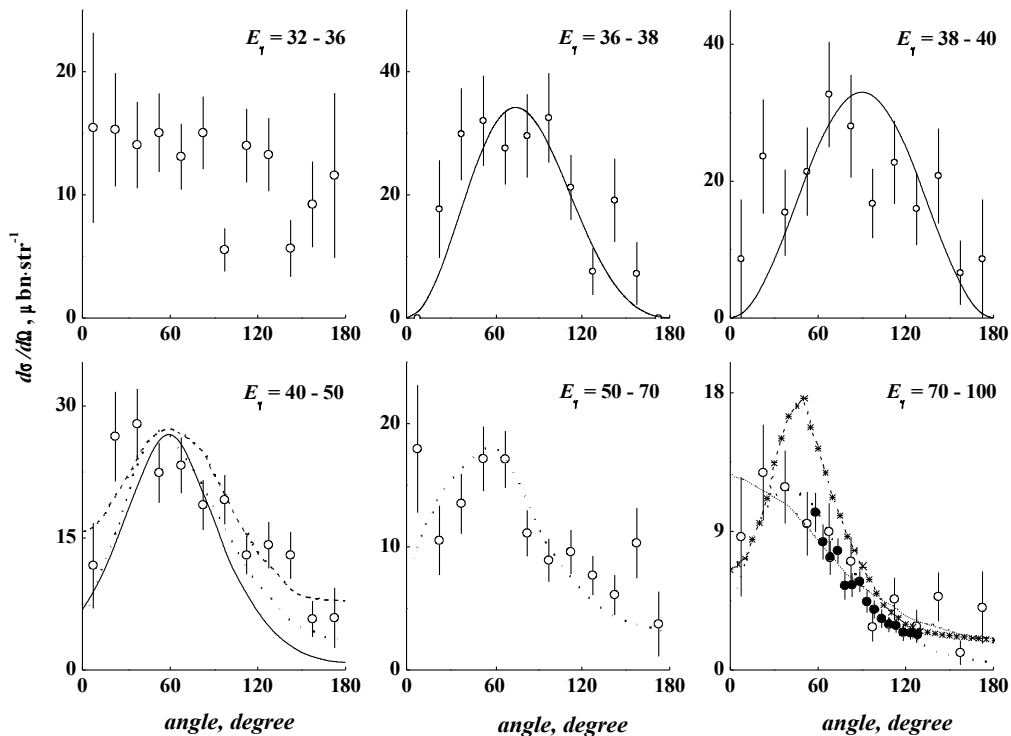 E_γ = 32 - 36
E_γ = 36 - 38
E_γ = 38 - 40
20
10
0
40
20
0
40
20
0
0 60 120 180
0 60 120 180
0 60 120 180
dσ/dΩ , μbn·str⁻¹
E_γ = 40 - 50
E_γ = 50 - 70
E_γ = 70 - 100
30
15
0
20
10
0
18
9
0
0 60 120 180
0 60 120 180
0 60 120 180
angle, degree
angle, degree
angle, degree